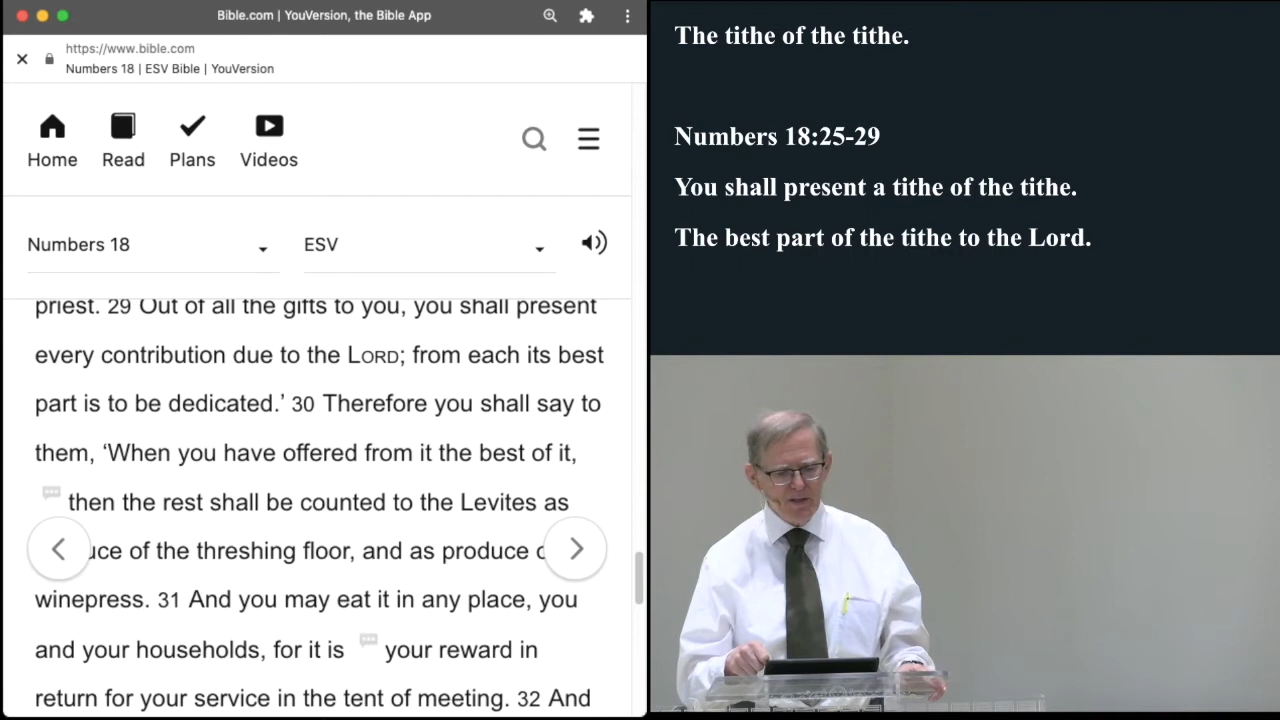 Bible.com | YouVersion, the Bible App
https://www.bible.com
Numbers 18 | ESV Bible | YouVersion
Home Read Plans Videos
Numbers 18
ESV
priest. 29 Out of all the gifts to you, you shall present
every contribution due to the LORD; from each its best
part is to be dedicated.’ 30 Therefore you shall say to
them, ‘When you have offered from it the best of it,
then the rest shall be counted to the Levites as
of the threshing floor, and as produce
winepress. 31 And you may eat it in any place, you
and your households, for it is your reward in
return for your service in the tent of meeting. 32 And
The tithe of the tithe.
Numbers 18:25-29
You shall present a tithe of the tithe.
The best part of the tithe to the Lord.